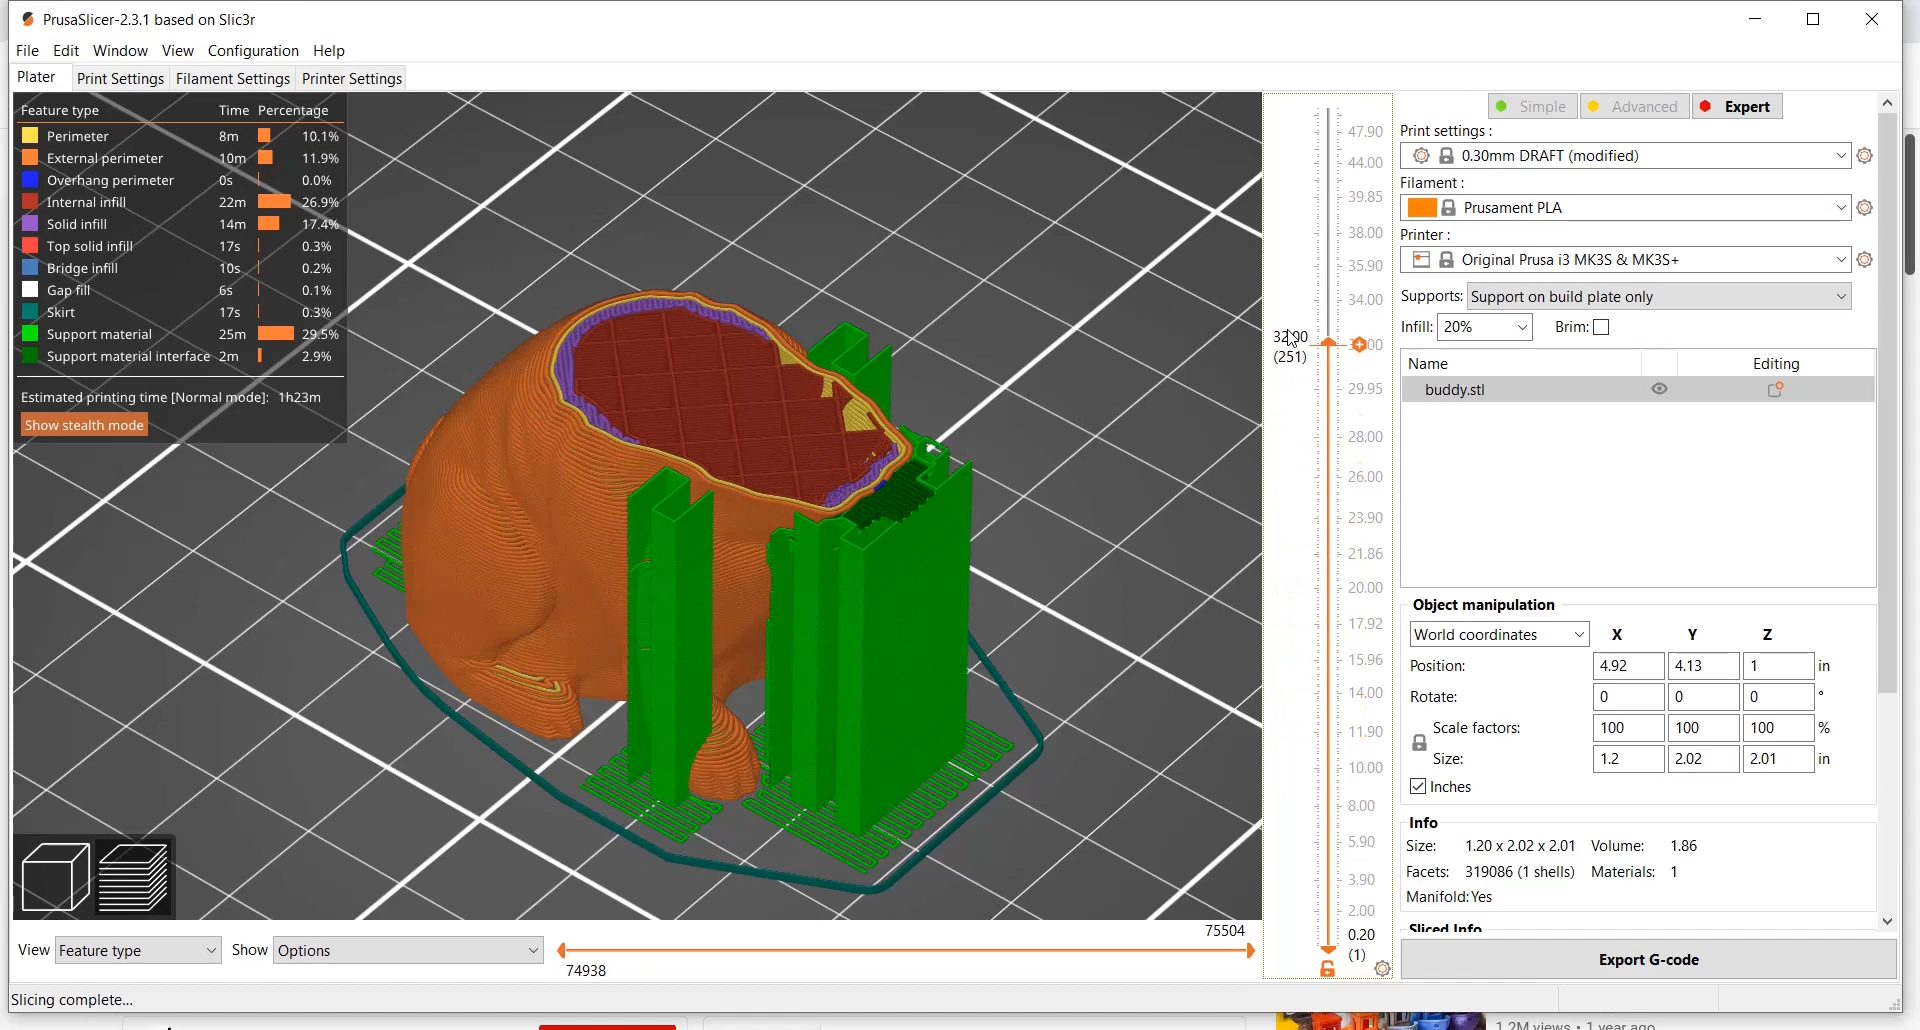 PrusaSlicer-2.3.1 based on Slic3r
File Edit Window View Configuration Help
Plater Print Settings Filament Settings Printer Settings
Feature type Time Percentage
Perimeter 8m 10.1%
External perimeter 10m 11.9%
Overhang perimeter 0s 0.0%
Internal infill 22m 26.9%
Solid infill 14m 17.4%
Top solid infill 17s 0.3%
Bridge infill 10s 0.2%
Gap fill 6s 0.1%
Skirt 17s 0.3%
Support material 25m 29.5%
Support material interface 2m 2.9%
Estimated printing time [Normal mode]: 1h23m
Show stealth mode
47.90
44.00
39.85
38.00
35.90
34.00
(251)
29.95
28.00
26.00
23.90
21.86
20.00
17.92
15.96
14.00
11.90
10.00
8.00
5.90
3.90
2.00
0.20
(1)
Simple Advanced Expert
Print settings :
0.30mm DRAFT (modified)
Filament :
Prusament PLA
Printer :
Original Prusa i3 MK3S & MK3S+
Supports: Support on build plate only
Infill: 20% Brim:
Name Editing
buddy.stl
Object manipulation
World coordinates X Y Z
Position: 4.92 4.13 1 in
Rotate: 0 0 0 °
Scale factors: 100 100 100 %
Size: 1.2 2.02 2.01 in
Inches
Info
Size: 1.20 x 2.02 x 2.01 Volume: 1.86
Facets: 319086 (1 shells) Materials: 1
Manifold: Yes
Sliced Info
Export G-code
View Feature type Show Options
75504
74938
Slicing complete...
1.2M views • 1 year ago